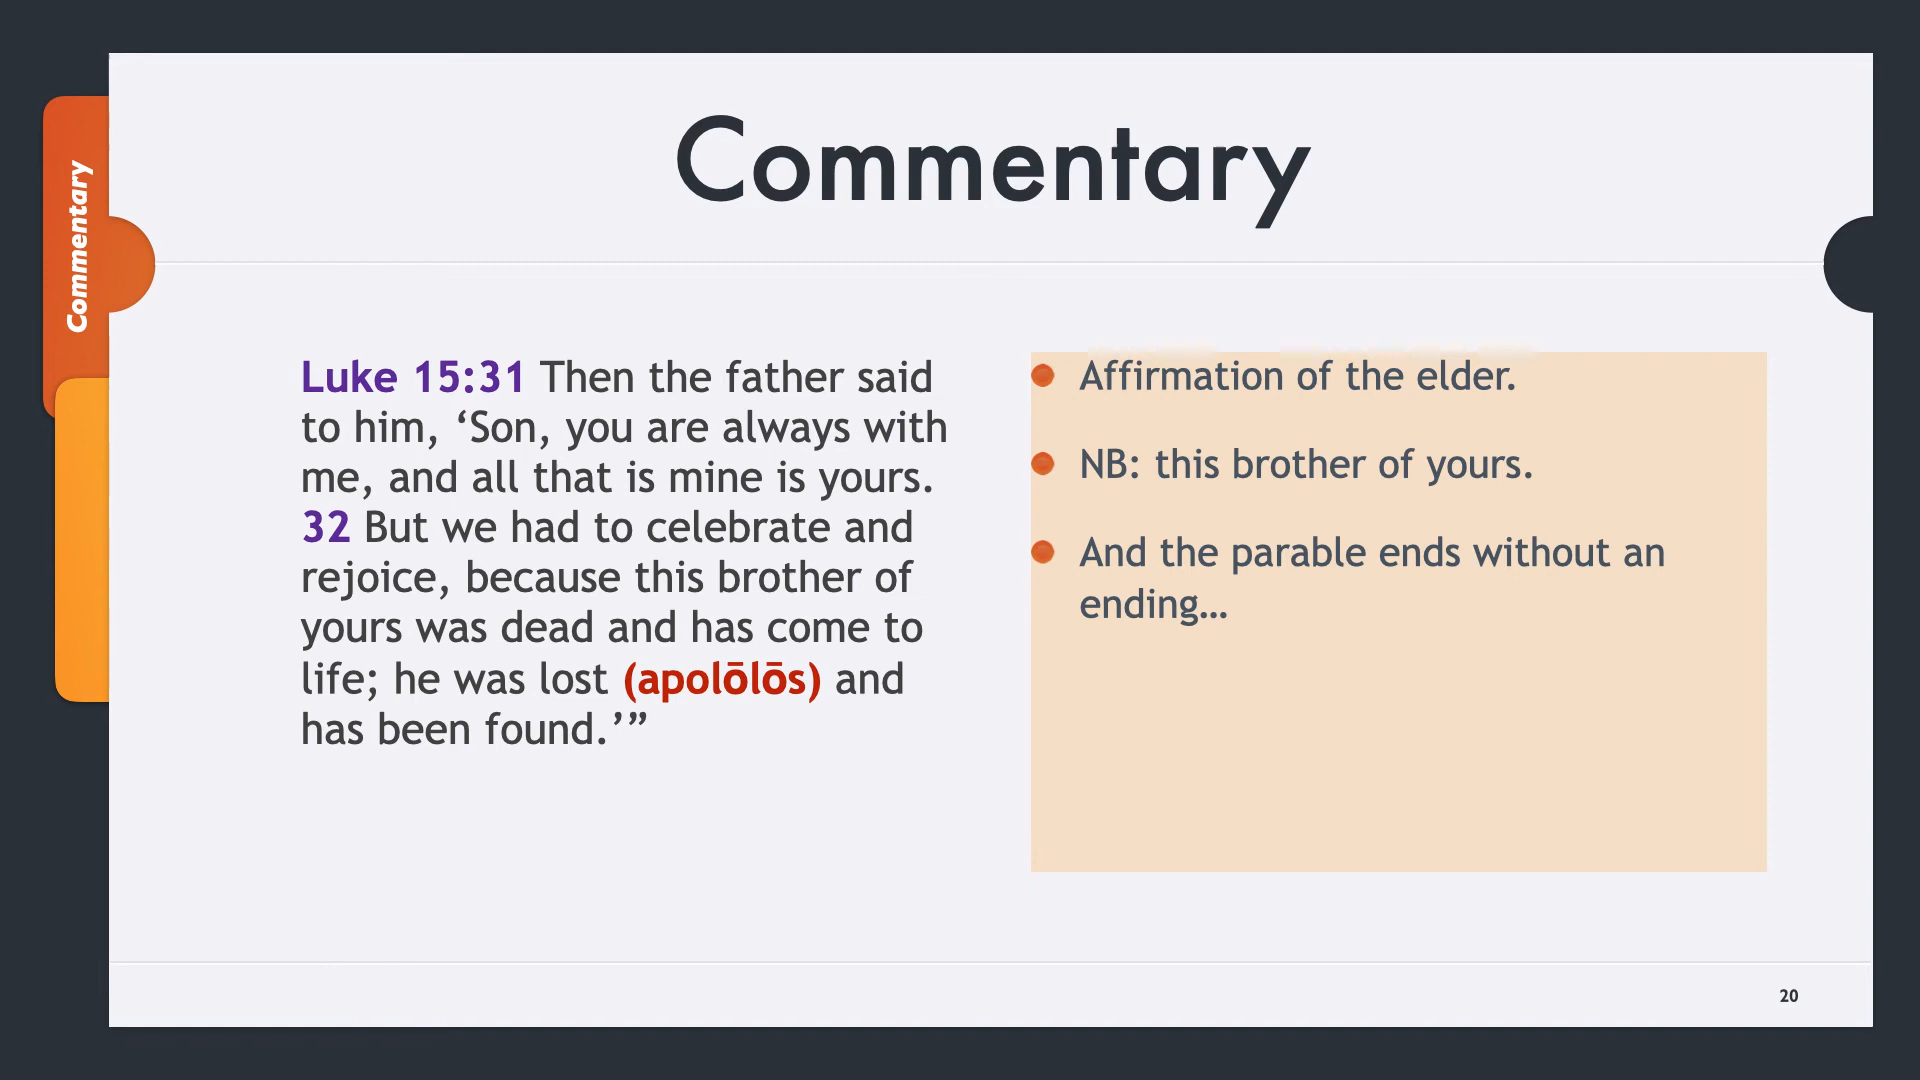 Commentary
Commentary
Luke 15:31 Then the father said
to him, ‘Son, you are always with
me, and all that is mine is yours.
32 But we had to celebrate and
rejoice, because this brother of
yours was dead and has come to
life; he was lost (apolōlōs) and
has been found.’”
Affirmation of the elder.
NB: this brother of yours.
And the parable ends without an
ending…
20